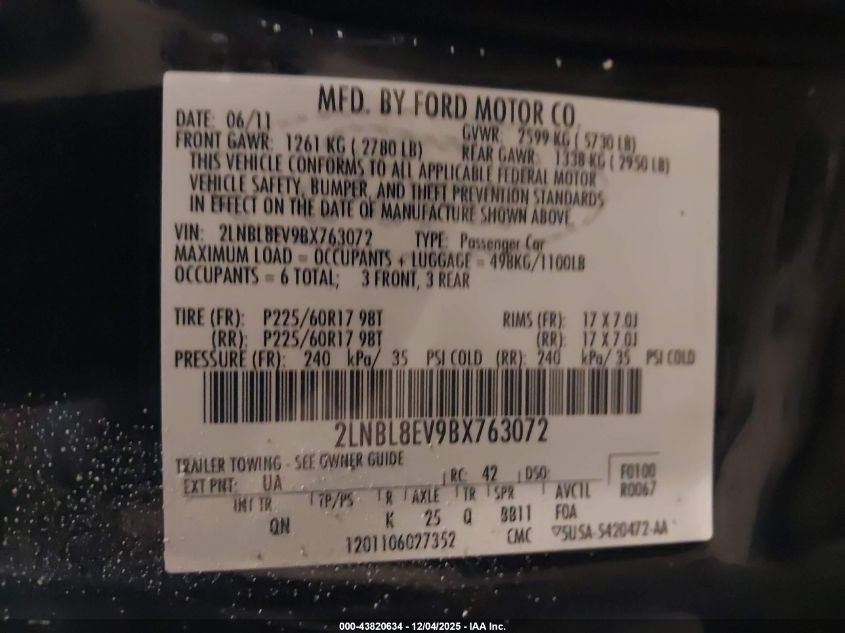 MFD. BY FORD MOTOR CO.
DATE: 06/11 GVWR: 2599 KG ( 5730 LB)
FRONT GAWR: 1261 KG ( 2780 LB) REAR GAWR: 1338 KG ( 2950 LB)
THIS VEHICLE CONFORMS TO ALL APPLICABLE FEDERAL MOTOR
VEHICLE SAFETY, BUMPER, AND THEFT PREVENTION STANDARDS
IN EFFECT ON THE DATE OF MANUFACTURE SHOWN ABOVE.
VIN: 2LNBL8EV9BX763072 TYPE: Passenger Car
MAXIMUM LOAD = OCCUPANTS + LUGGAGE = 498KG/1100LB
OCCUPANTS = 6 TOTAL; 3 FRONT, 3 REAR
TIRE (FR): P225/60R17 98T RIMS (FR): 17 X 7.0J
(RR): P225/60R17 98T (RR): 17 X 7.0J
PRESSURE (FR): 240 kPa/ 35 PSI COLD (RR): 240 kPa/ 35 PSI COLD
2LNBL8EV9BX763072
TRAILER TOWING - SEE OWNER GUIDE
EXT PNT: UA RC: 42 DSO: F0100
R0067
INT TR TP/PS R AXLE TR SPR AVCTL
QN K 25 Q BB11 FOA
1201106027352 CMC 5USA-5420472-AA
000-43820634 - 12/04/2025 - IAA Inc.